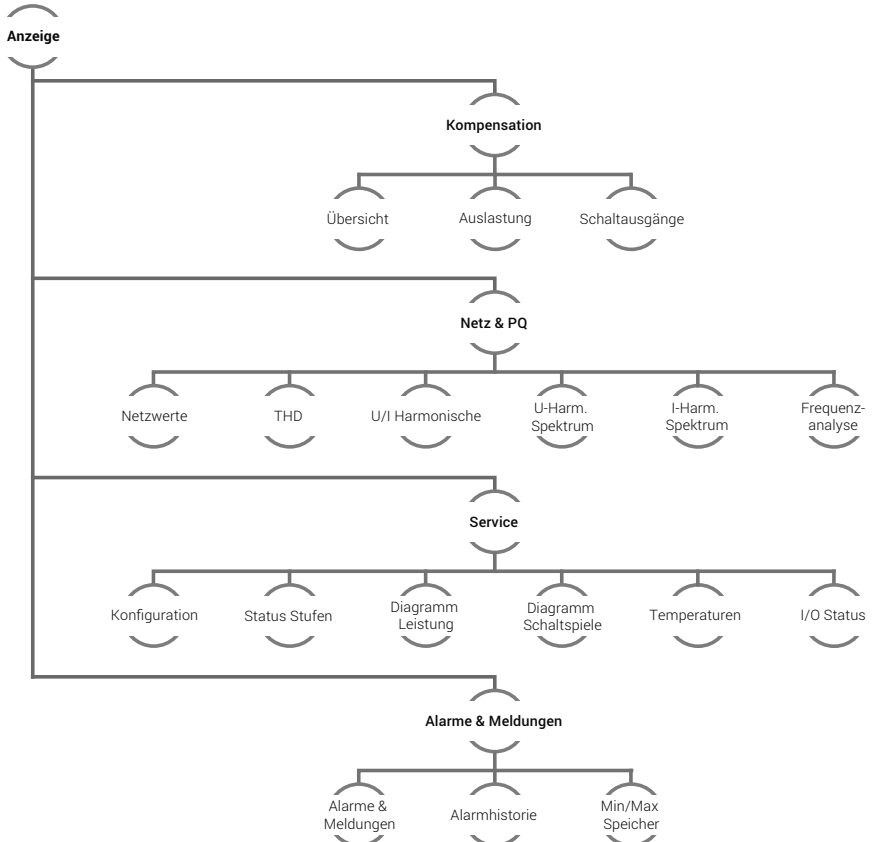 Anzeige
Kompensation
Übersicht
Auslastung
Schaltausgänge
Netz & PQ
Netzwerte
THD
U/I Harmonische
U-Harm.
Spektrum
I-Harm.
Spektrum
Frequenz-
analyse
Service
Konfiguration
Status Stufen
Diagramm
Leistung
Diagramm
Schaltspiele
Temperaturen
I/O Status
Alarme & Meldungen
Alarme &
Meldungen
Alarmhistorie
Min/Max
Speicher